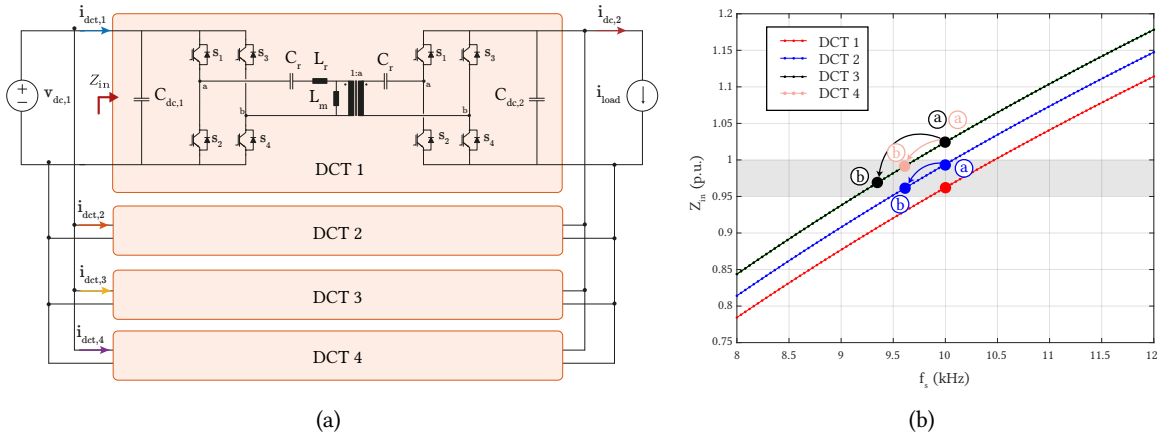 i_dct,1
i_dc,2
Z_in
v_dc,1
C_dc,1
S_1
S_3
S_2
S_4
a
b
C_r
L_r
L_m
1:a
C_r
a
b
S_1
S_3
S_2
S_4
C_dc,2
i_load
DCT 1
i_dct,2
DCT 2
i_dct,3
DCT 3
i_dct,4
DCT 4
(a)
(b)
DCT 1
DCT 2
DCT 3
DCT 4
a
a
b
a
b
b
1.2
1.15
1.1
1.05
1
0.95
0.9
0.85
0.8
0.75
0.7
Z_in (p.u.)
8
8.5
9
9.5
10
10.5
11
11.5
12
f_s (kHz)
(b)